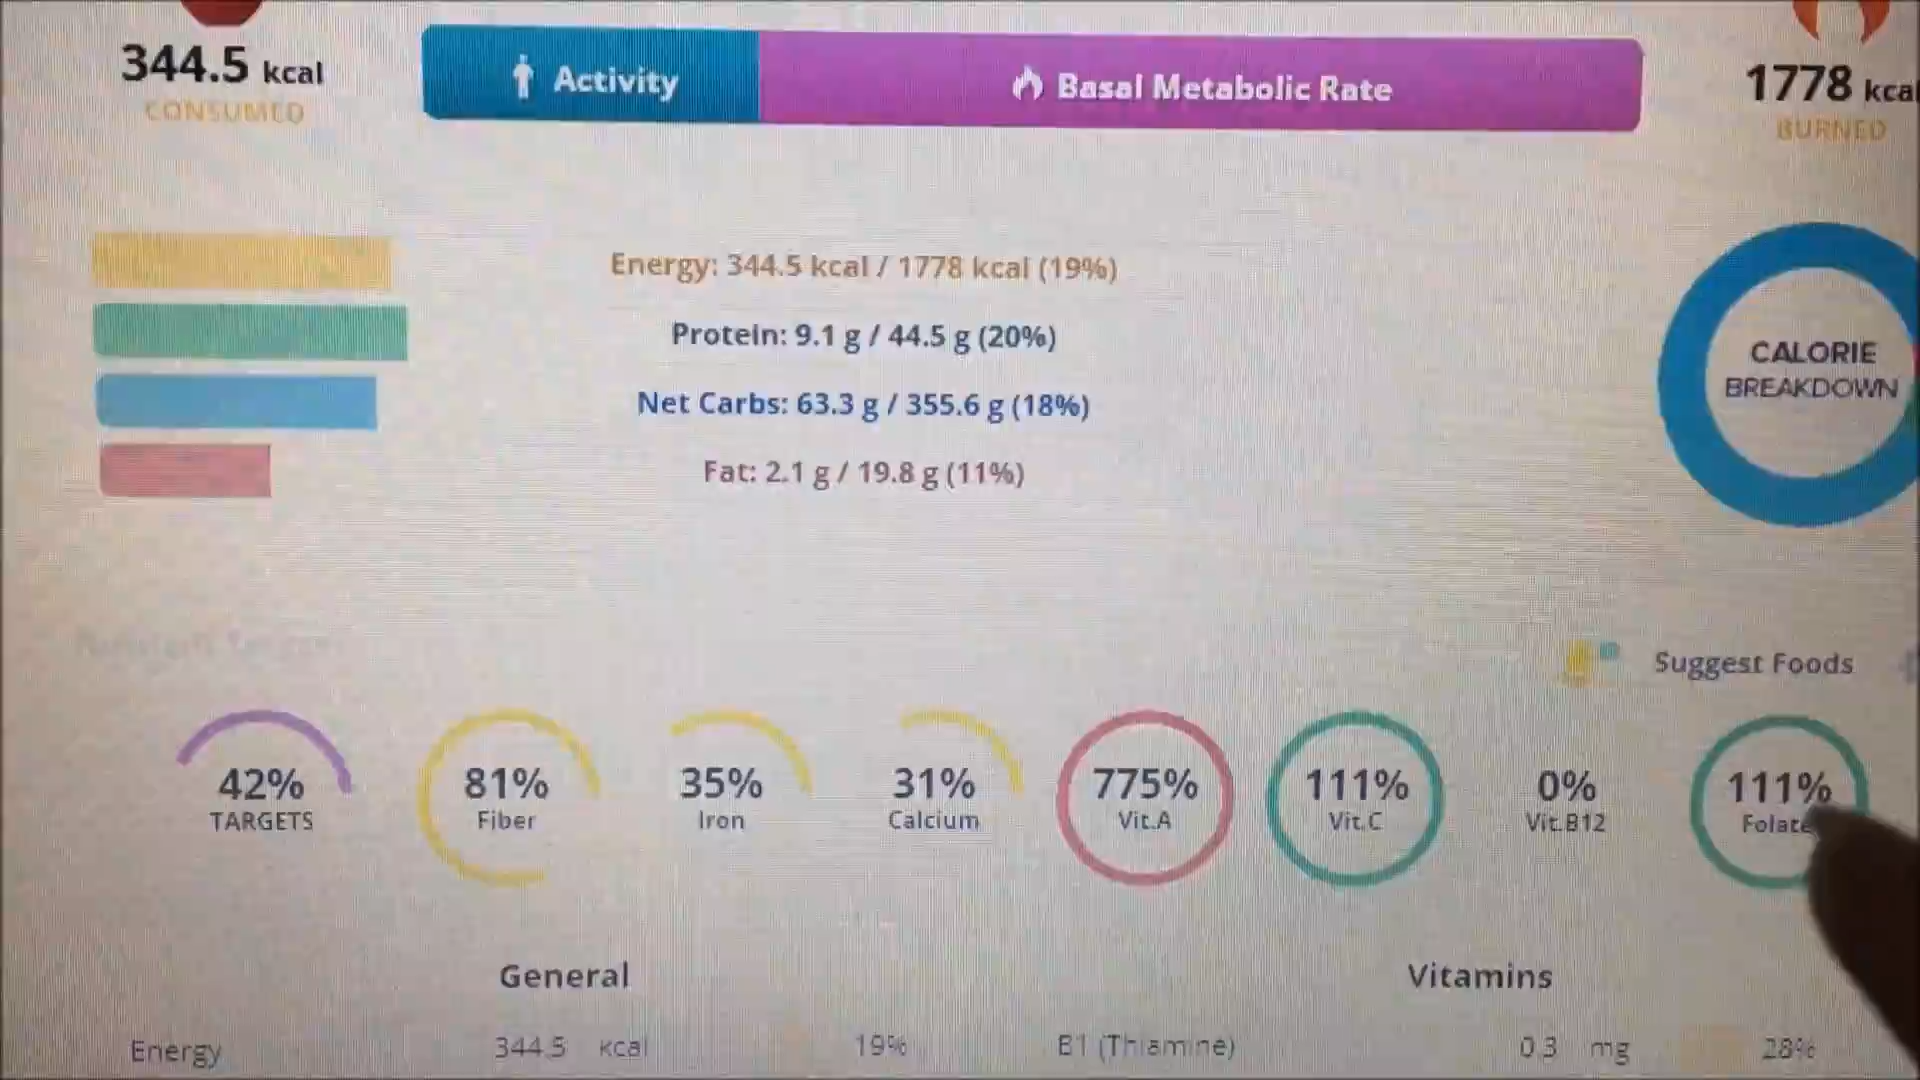 344.5 kcal
CONSUMED
Activity
Basal Metabolic Rate
1778 kcal
BURNED
Energy: 344.5 kcal / 1778 kcal (19%)
Protein: 9.1 g / 44.5 g (20%)
Net Carbs: 63.3 g / 355.6 g (18%)
Fat: 2.1 g / 19.8 g (11%)
CALORIE
BREAKDOWN
Suggest Foods
42% 81% 35% 31% 775% 111% 0% 111%
TARGETS Fiber Iron Calcium Vit.A Vit.C Vit.B12 Folate
General Vitamins
Energy 344.5 kcal 19% B1 (Thiamine) 0.3 mg 28%